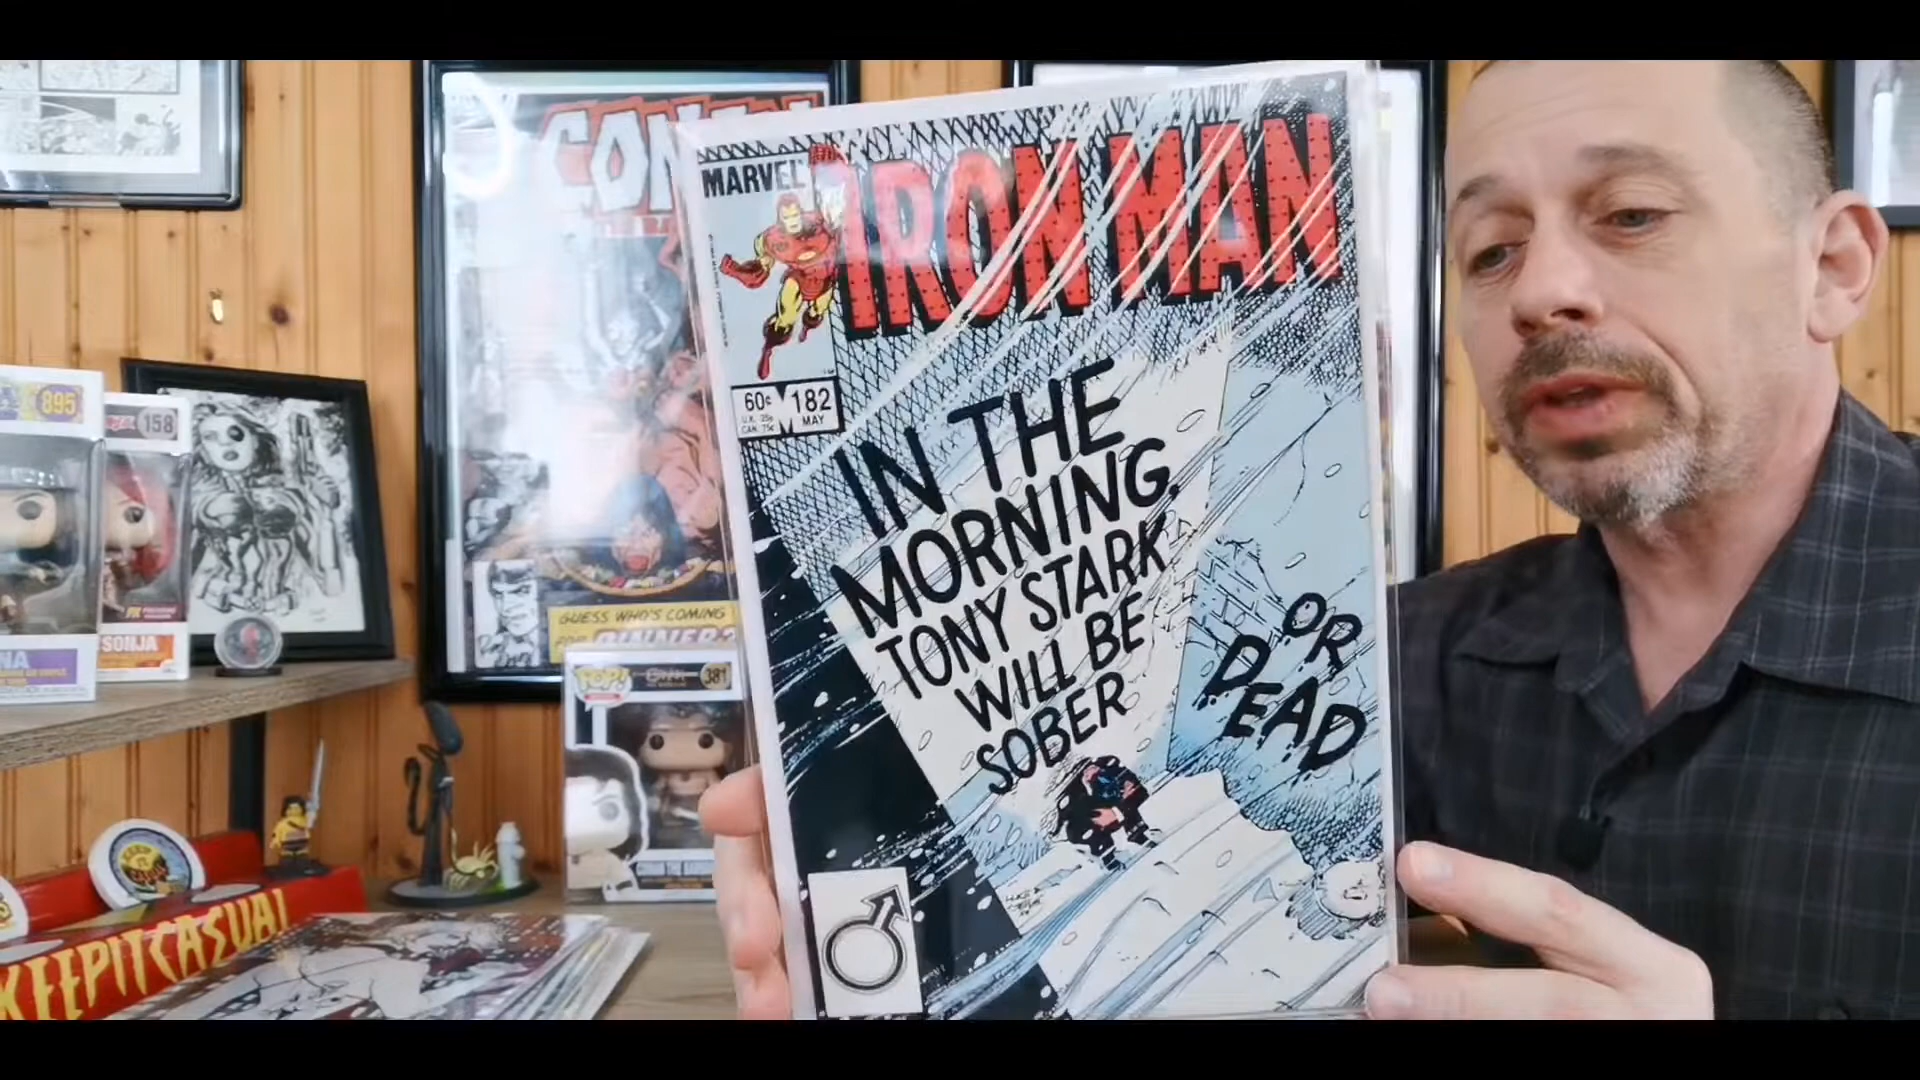 MARVEL
IRON MAN
60¢
182
MAY
IN THE
MORNING,
TONY STARK
WILL BE
SOBER
OR
DEAD
GUESS WHO'S COMING
DINNER?
895
158
SONJA
POP!
381
KEEPITCASUAL